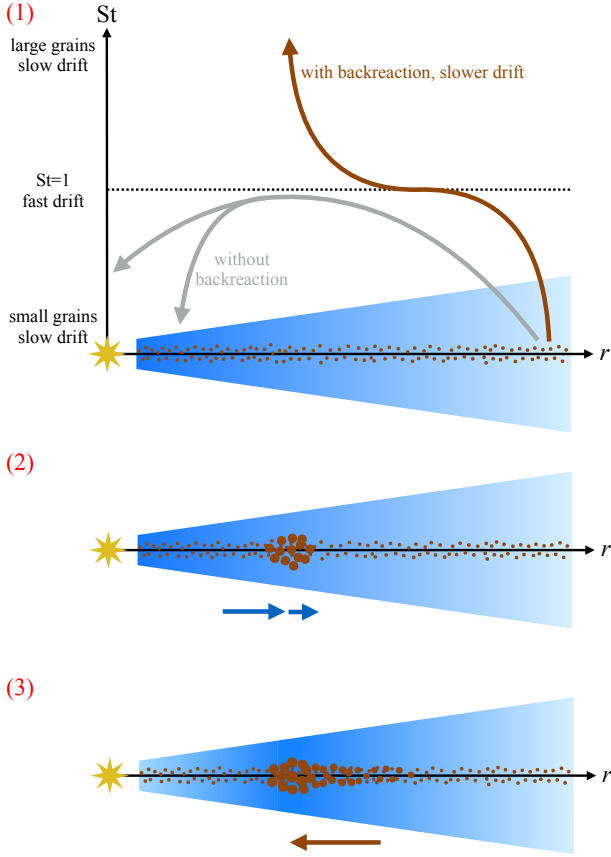 (1)
St
large grains
slow drift
with backreaction, slower drift
St=1
fast drift
without
backreaction
small grains
slow drift
r
(2)
r
(3)
r